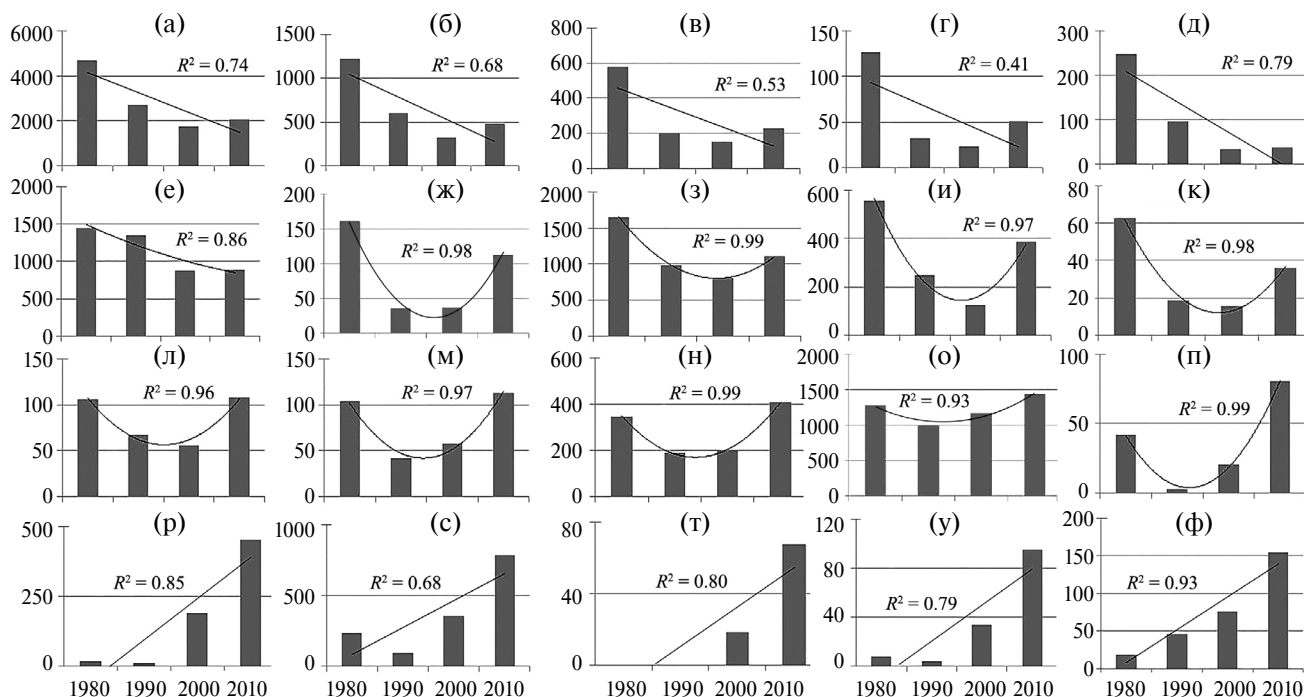 (а) (б) (в) (г) (д)
6000 1500 800 150 300
R² = 0.74 R² = 0.68 R² = 0.53 R² = 0.41 R² = 0.79
4000 1000 600 100 200
400
2000 500 200 50 100
0 0 0 0 0
(е) (ж) (з) (и) (к)
2000 200 2000 600 80
1500 150 1500 400 60
R² = 0.86 R² = 0.98 R² = 0.99 R² = 0.97 R² = 0.98
1000 100 1000 200 40
500 50 500 20
0 0 0 0 0
(л) (м) (н) (о) (п)
150 150 600 2000 100
R² = 0.96 R² = 0.97 R² = 0.99 R² = 0.93 R² = 0.99
100 100 400 1500 50
50 50 200 1000
500
0 0 0 0 0
(р) (с) (т) (у) (ф)
500 1000 80 120 200
R² = 0.85 R² = 0.68 R² = 0.80 R² = 0.79 R² = 0.93
250 500 40 80 150
40 100
50
0 0 0 0 0
1980 1990 2000 2010 1980 1990 2000 2010 1980 1990 2000 2010 1980 1990 2000 2010 1980 1990 2000 2010